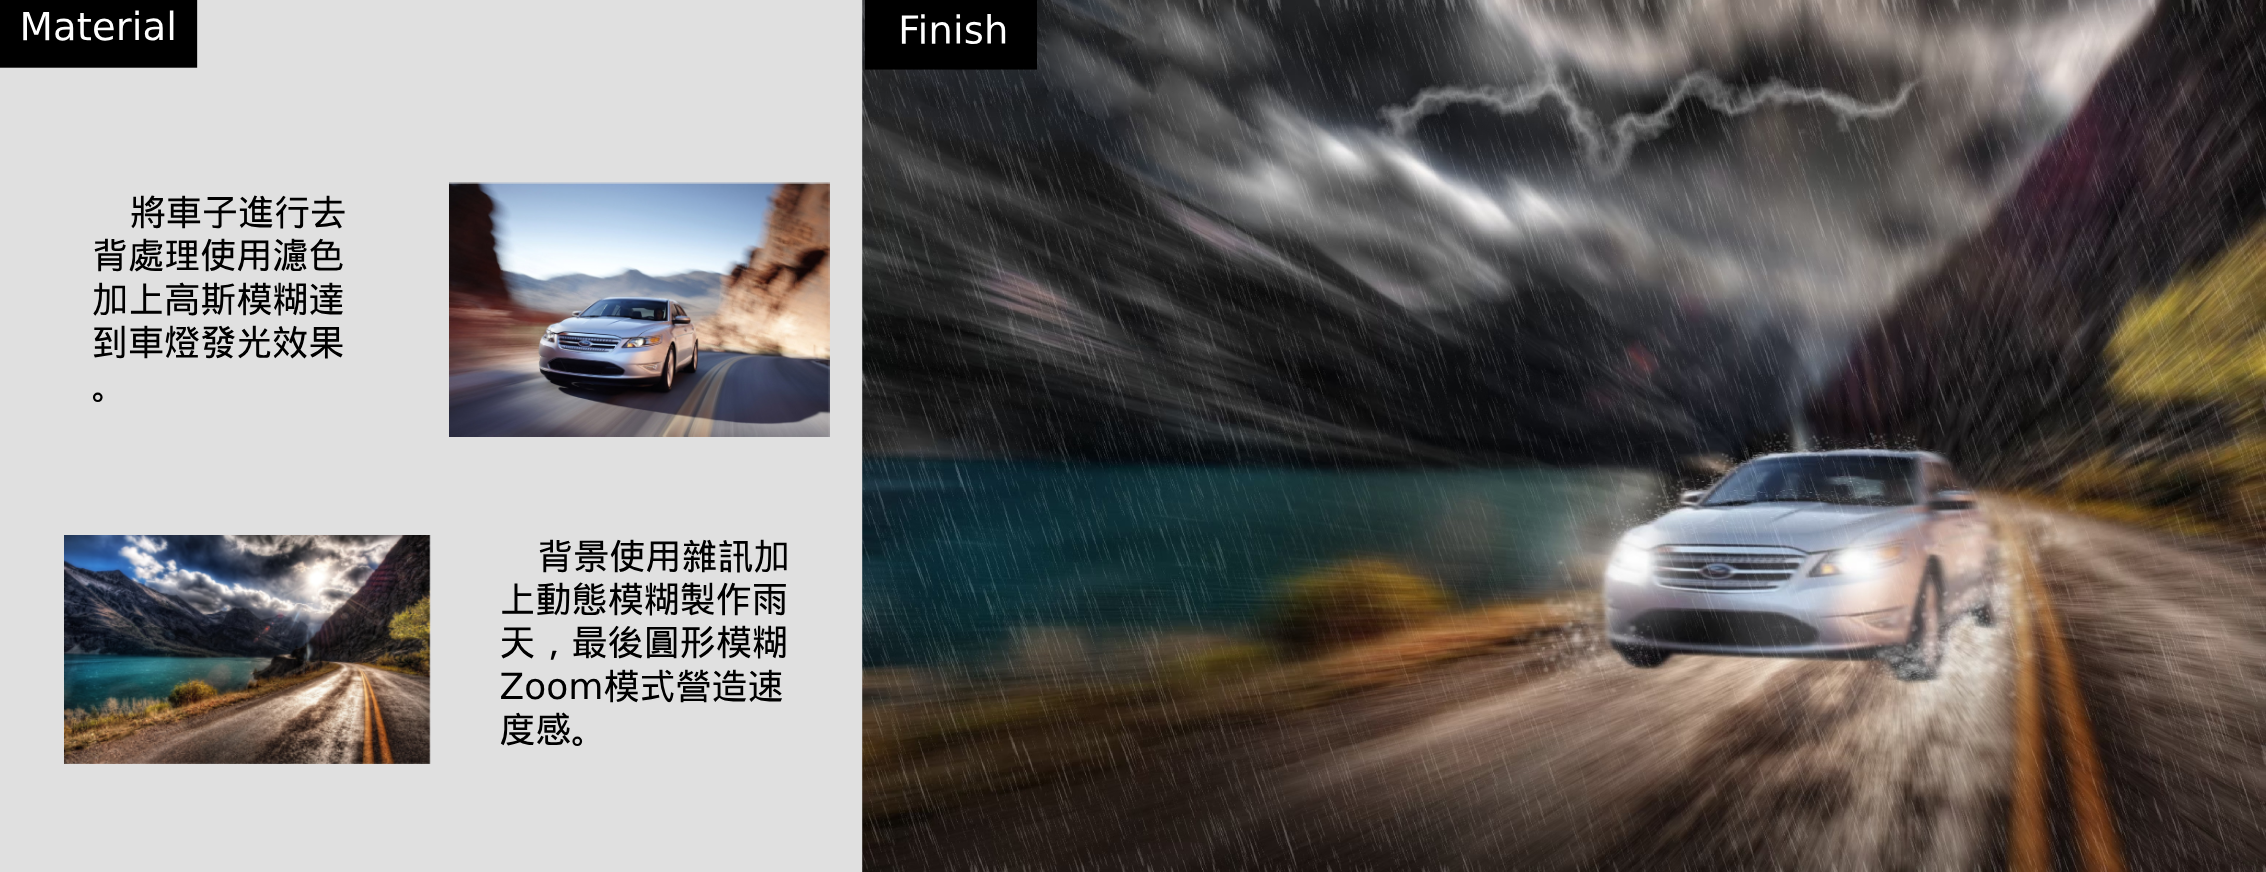 Material
Finish
將車子進行去
背處理使用濾色
加上高斯模糊達
到車燈發光效果
。
背景使用雜訊加
上動態模糊製作雨
天，最後圓形模糊
Zoom模式營造速
度感。